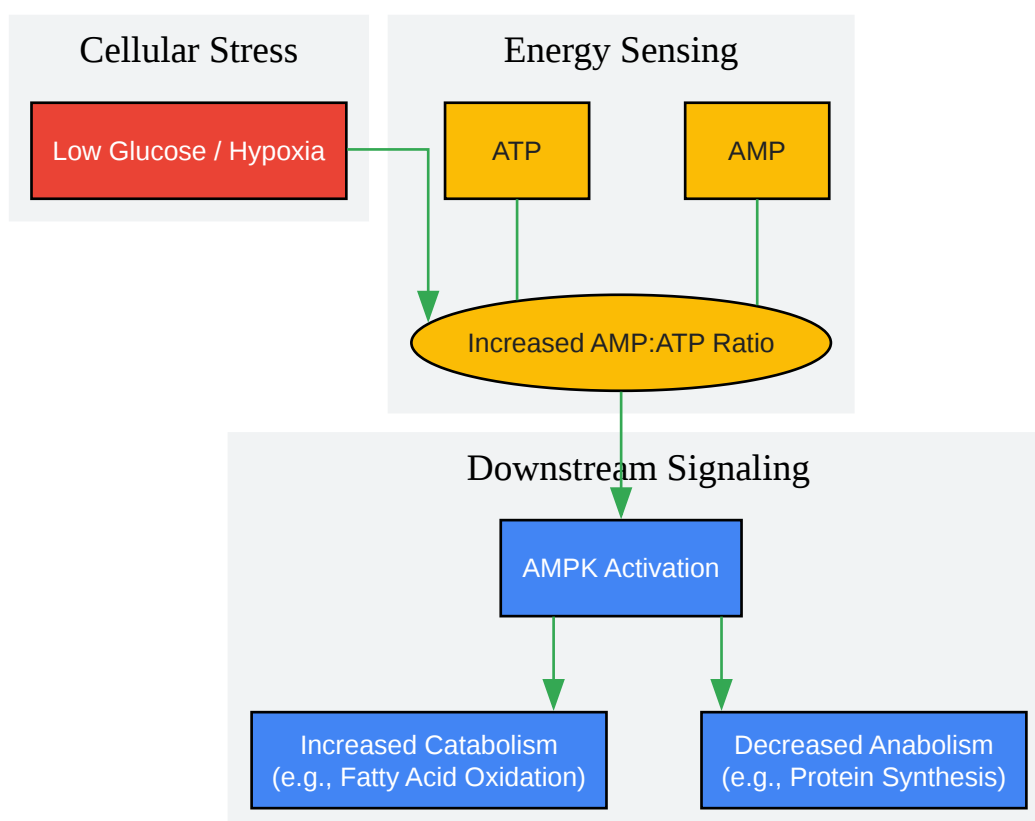 Cellular Stress
Energy Sensing
Low Glucose / Hypoxia
ATP
AMP
Increased AMP:ATP Ratio
Downstream Signaling
AMPK Activation
Increased Catabolism
(e.g., Fatty Acid Oxidation)
Decreased Anabolism
(e.g., Protein Synthesis)